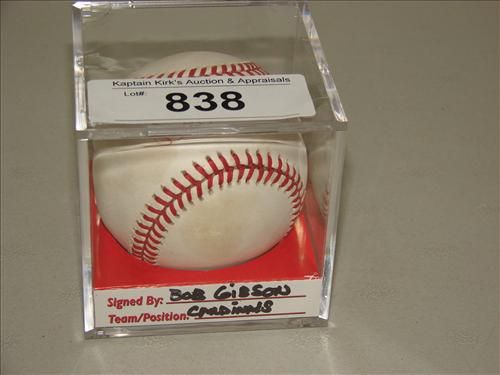 Kaptain Kirk's Auction & Appraisals
Lot#:
838
Signed By: BOB GIBSON
Team/Position: CARDINALS